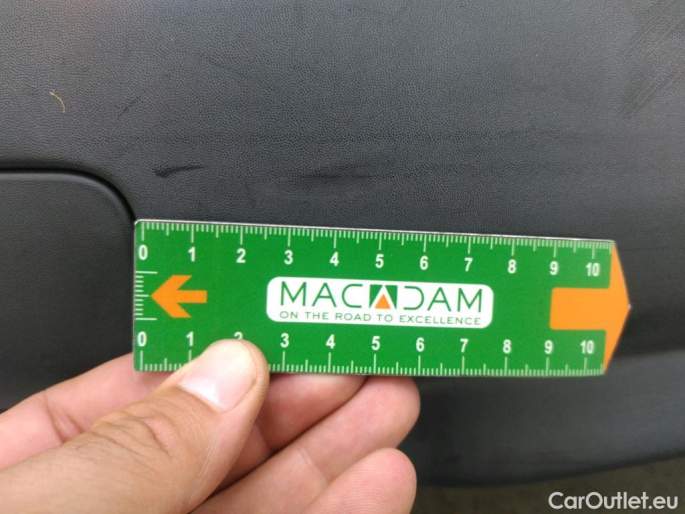 0 1 2 3 4 5 6 7 8 9 10
MACADAM
ON THE ROAD TO EXCELLENCE
0 1 2 3 4 5 6 7 8 9 10
CarOutlet.eu